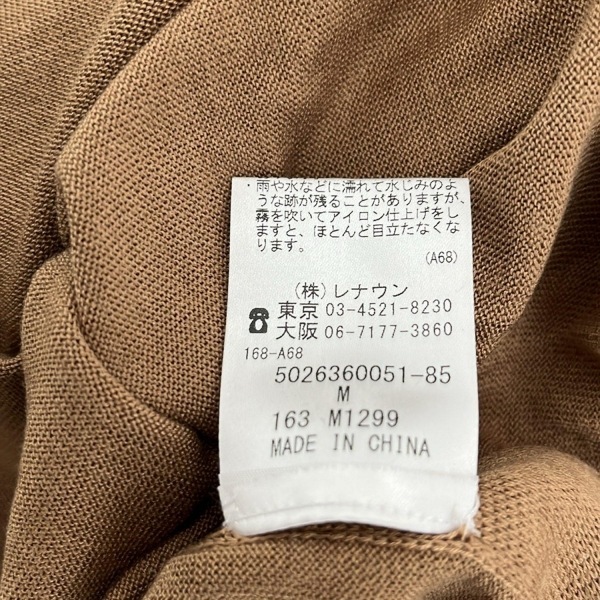 ・雨や水などに濡れて水じみのよ
うな跡が残ることがありますが、
霧を吹いてアイロン仕上げをし
ますと、ほとんど目立たなくな
ります。
(A68)
(株)レナウン
☎東京 03-4521-8230
大阪 06-7177-3860
168-A68
5026360051-85
M
163 M1299
MADE IN CHINA